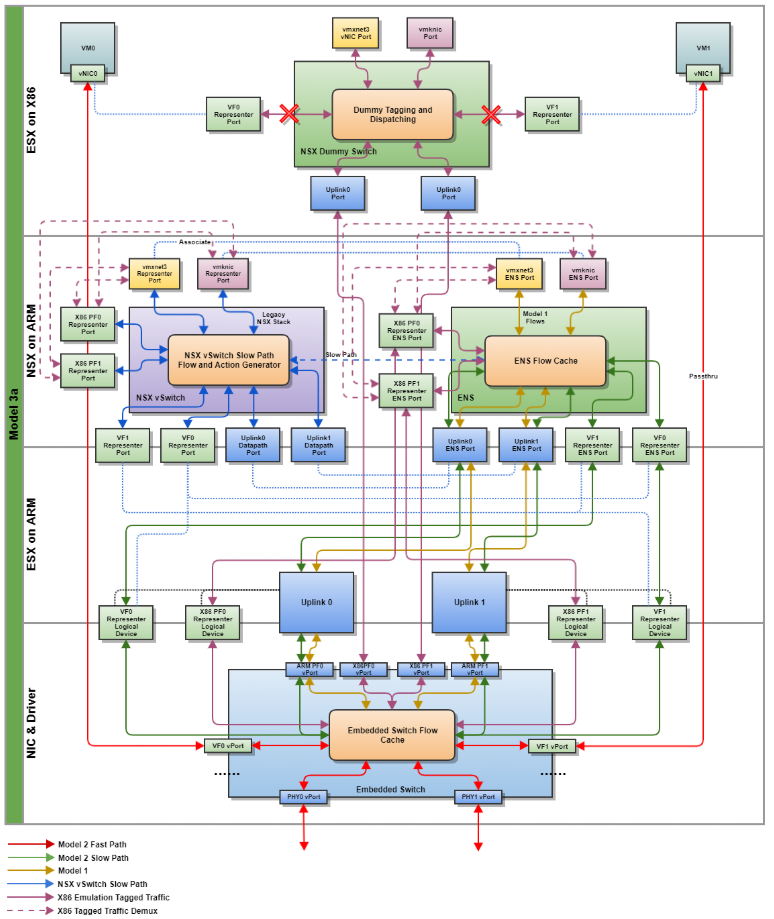 Model 3a
ESX on X86
VM0
vNIC0
VF0
Representer
Port
vmxnet3
vNIC Port
vmknic
Port
Dummy Tagging and
Dispatching
NSX Dummy Switch
VF1
Representer
Port
VM1
vNIC1
Uplink0
Port
Uplink0
Port
NSX on ARM
Associate
vmxnet3
Representer
Port
vmknic
Representer
Port
X86 PF0
Representer
Port
X86 PF1
Representer
Port
Legacy
NSX Stack
NSX vSwitch Slow Path
Flow and Action Generator
NSX vSwitch
Slow Path
X86 PF0
Representer
ENS Port
X86 PF1
Representer
ENS Port
vmxnet3
ENS Port
vmknic
ENS Port
Model 1
Flows
ENS Flow Cache
ENS
Passthru
VF1
Representer
Port
VF0
Representer
Port
Uplink0
Datapath
Port
Uplink1
Datapath
Port
Uplink0
ENS Port
Uplink1
ENS Port
VF1
Representer
ENS Port
VF0
Representer
ENS Port
ESX on ARM
VF0
Representer
Logical
Device
X86 PF0
Representer
Logical
Device
Uplink 0
Uplink 1
X86 PF1
Representer
Logical
Device
VF1
Representer
Logical
Device
NIC & Driver
ARM PF0
vPort
X86PF0
vPort
X86 PF1
vPort
ARM PF1
vPort
Embedded Switch Flow
Cache
VF0 vPort
VF1 vPort
......
......
Embedded Switch
PHY0 vPort
PHY1 vPort
Model 2 Fast Path
Model 2 Slow Path
Model 1
NSX vSwitch Slow Path
X86 Emulation Tagged Traffic
X86 Tagged Traffic Demux